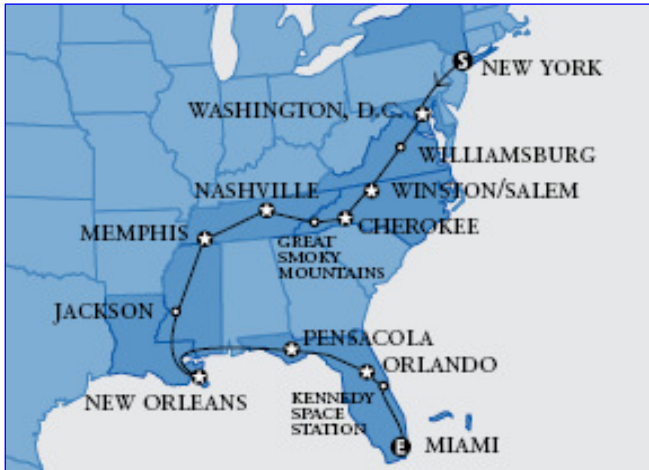 S
NEW YORK
WASHINGTON, D.C.
WILLIAMSBURG
NASHVILLE
WINSTON/SALEM
MEMPHIS
CHEROKEE
GREAT
SMOKY
MOUNTAINS
JACKSON
PENSACOLA
ORLANDO
NEW ORLEANS
KENNEDY
SPACE
STATION
E
MIAMI